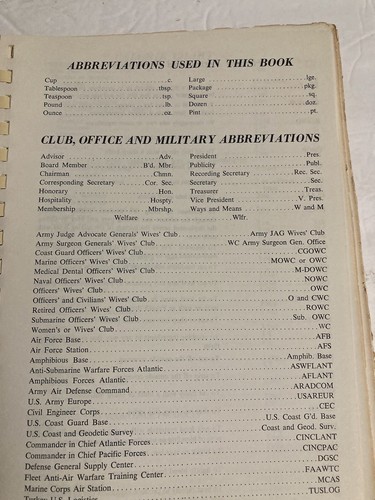 ABBREVIATIONS USED IN THIS BOOK
Cup c. Large lge.
Tablespoon tbsp. Package pkg.
Teaspoon tsp. Square sq.
Pound lb. Dozen doz.
Ounce oz. Pint pt.
CLUB, OFFICE AND MILITARY ABBREVIATIONS
Advisor Adv. President Pres.
Board Member B'd. Mbr. Publicity Publ.
Chairman Chmn. Recording Secretary Rec. Sec.
Corresponding Secretary Cor. Sec. Secretary Sec.
Honorary Hon. Treasurer Treas.
Hospitality Hospty. Vice President V. Pres.
Membership Mbrshp. Ways and Means W and M
Welfare Wlfr.
Army Judge Advocate Generals' Wives' Club Army JAG Wives' Club
Army Surgeon Generals' Wives' Club WC Army Surgeon Gen. Office
Coast Guard Officers' Wives' Club CGOWC
Marine Officers' Wives' Club MOWC or OWC
Medical Dental Officers' Wives' Club M-DOWC
Naval Officers' Wives' Club NOWC
Officers' Wives' Club OWC
Officers' and Civilians' Wives' Club O and CWC
Retired Officers' Wives' Club ROWC
Submarine Officers' Wives' Club Sub. OWC
Women's or Wives' Club WC
Air Force Base AFB
Air Force Station AFS
Amphibious Base Amphib. Base
Anti-Submarine Warfare Forces Atlantic ASWFLANT
Amphibious Forces Atlantic AFLANT
Army Air Defense Command ARADCOM
U.S. Army Europe USAREUR
Civil Engineer Corps CEC
U.S. Coast Guard Base U.S. Coast G'd. Base
U.S. Coast and Geodetic Survey Coast and Geod. Surv.
Commander in Chief Atlantic Forces CINCLANT
Commander in Chief Pacific Forces CINCPAC
Defense General Supply Center DGSC
Fleet Anti-Air Warfare Training Center FAAWTC
Marine Corps Air Station MCAS
Turkey U.S. Logistics TUSLOG